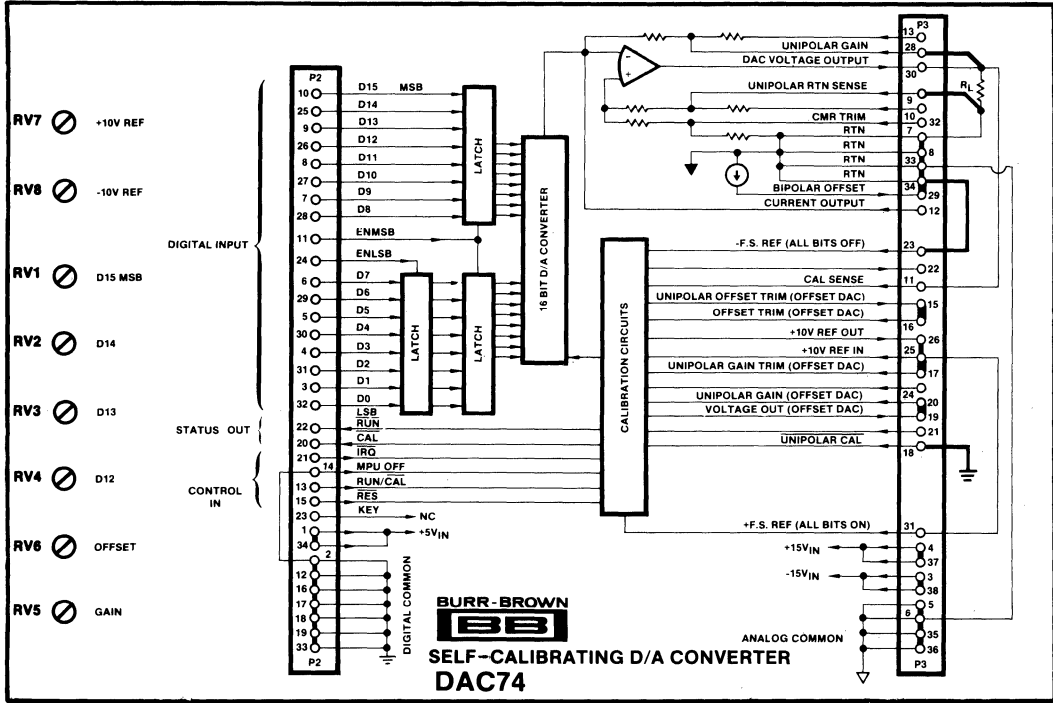 RV7 +10V REF
RV8 -10V REF
RV1 D15 MSB
RV2 D14
RV3 D13
RV4 D12
RV6 OFFSET
RV5 GAIN
DIGITAL INPUT
STATUS OUT
CONTROL
IN
P2
10 D15 MSB
25 D14
9 D13
26 D12
8 D11
27 D10
7 D9
28 D8
11 ENMSB
24 ENLSB
6 D7
29 D6
5 D5
30 D4
4 D3
31 D2
3 D1
32 D0
LSB
22 RUN
20 CAL
21 IRQ
14 MPU OFF
13 RUN/CAL
15 RES
23 KEY NC
1 +5VIN
34
2
12
16
17
18
19
33
P2
DIGITAL COMMON
LATCH
LATCH
LATCH
16 BIT D/A CONVERTER
CALIBRATION CIRCUITS
-
+
P3
13
UNIPOLAR GAIN 28
DAC VOLTAGE OUTPUT 30
UNIPOLAR RTN SENSE
9
RL
CMR TRIM 10 32
RTN 7
RTN 8
RTN 33
RTN
BIPOLAR OFFSET 34 29
CURRENT OUTPUT 12
-F.S. REF (ALL BITS OFF) 23
22
CAL SENSE 11
UNIPOLAR OFFSET TRIM (OFFSET DAC) 15
OFFSET TRIM (OFFSET DAC) 16
+10V REF OUT 26
+10V REF IN 25
UNIPOLAR GAIN TRIM (OFFSET DAC) 17
24
UNIPOLAR GAIN (OFFSET DAC) 20
VOLTAGE OUT (OFFSET DAC) 19
21
UNIPOLAR CAL 18
+F.S. REF (ALL BITS ON) 31
+15VIN 4
37
-15VIN 3
38
5
6
ANALOG COMMON 35
36
P3
BURR-BROWN
BB
SELF-CALIBRATING D/A CONVERTER
DAC74